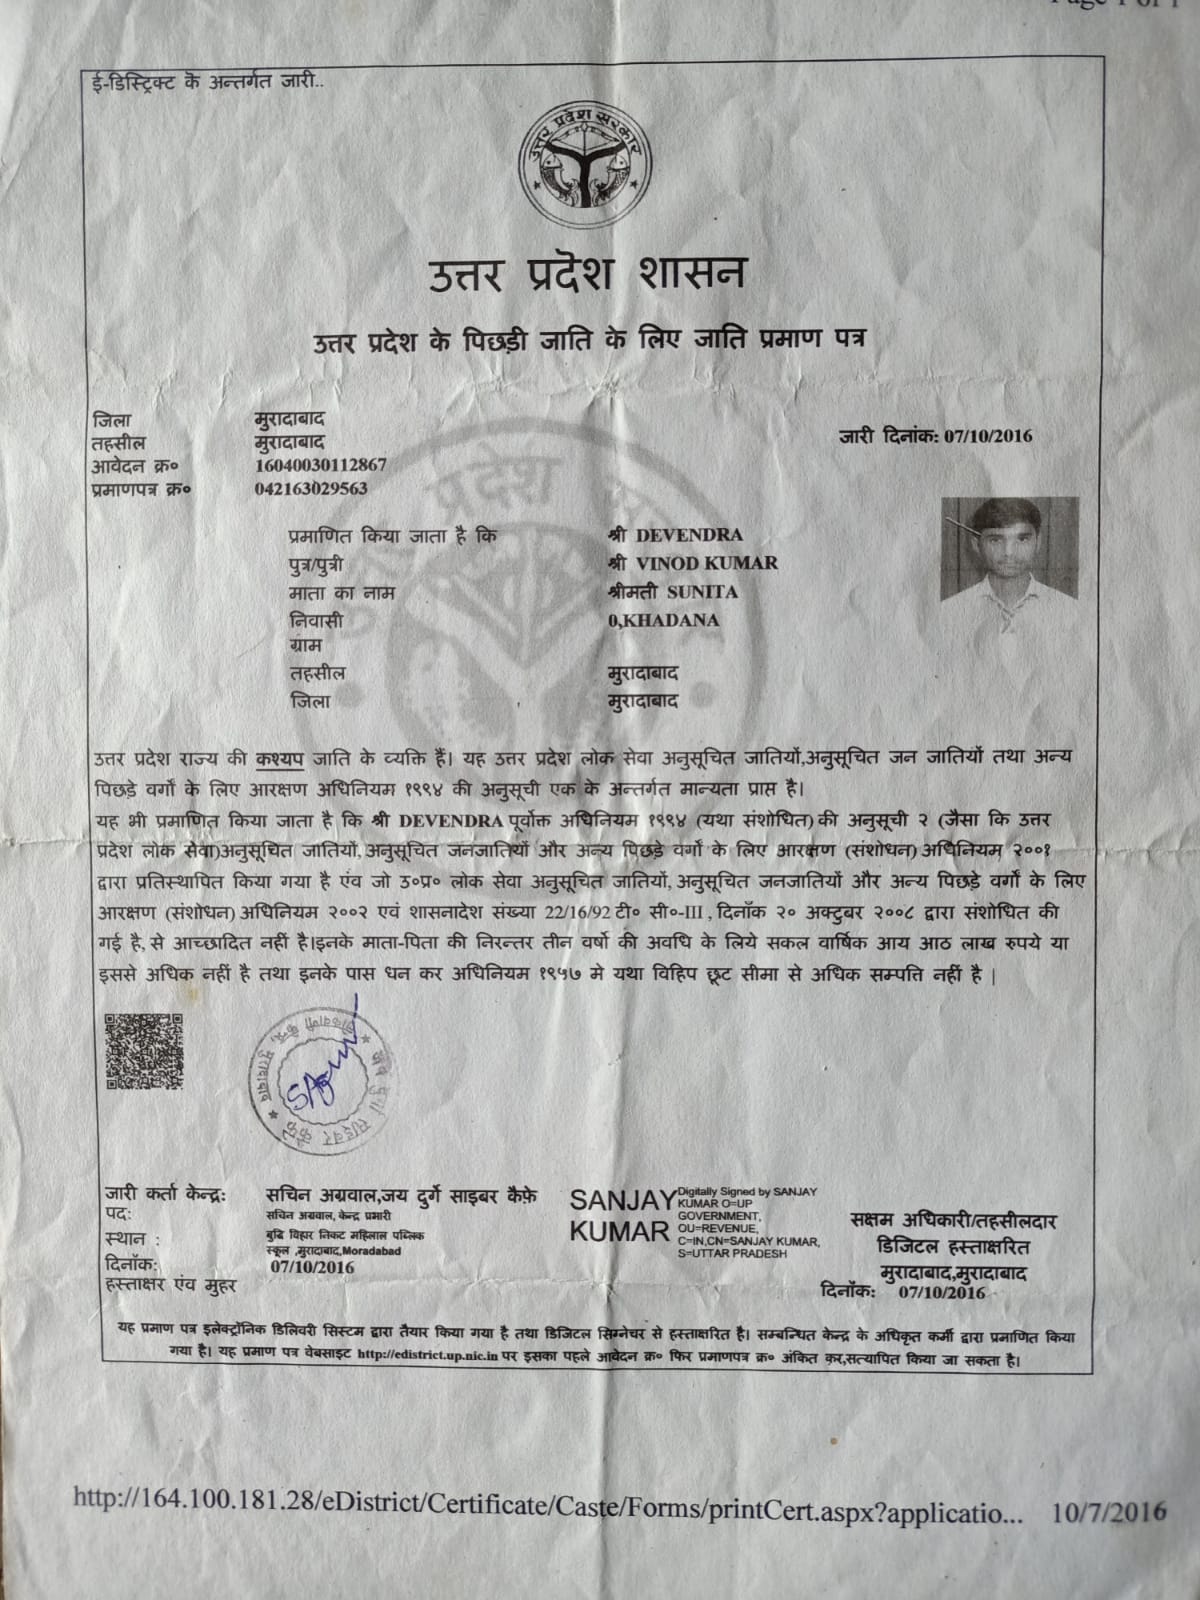 Page 1 of 1
ई-डिस्ट्रिक्ट के अन्तर्गत जारी..
उत्तर प्रदेश सरकार
उत्तर प्रदेश शासन
उत्तर प्रदेश के पिछड़ी जाति के लिए जाति प्रमाण पत्र
जिला मुरादाबाद
तहसील मुरादाबाद
जारी दिनांक: 07/10/2016
आवेदन क्र० 16040030112867
प्रमाणपत्र क्र० 042163029563
प्रमाणित किया जाता है कि श्री DEVENDRA
पुत्र/पुत्री श्री VINOD KUMAR
माता का नाम श्रीमती SUNITA
निवासी 0,KHADANA
ग्राम
तहसील मुरादाबाद
जिला मुरादाबाद
उत्तर प्रदेश राज्य की कश्यप जाति के व्यक्ति हैं। यह उत्तर प्रदेश लोक सेवा अनुसूचित जातियों,अनुसूचित जन जातियों तथा अन्य
पिछड़े वर्गों के लिए आरक्षण अधिनियम १९९४ की अनुसूची एक के अन्तर्गत मान्यता प्राप्त है।
यह भी प्रमाणित किया जाता है कि श्री DEVENDRA पूर्वोक्त अधिनियम १९९४ (यथा संशोधित) की अनुसूची २ (जैसा कि उत्तर
प्रदेश लोक सेवा)अनुसूचित जातियों, अनुसूचित जनजातियों और अन्य पिछड़े वर्गों के लिए आरक्षण (संशोधन) अधिनियम २००१
द्वारा प्रतिस्थापित किया गया है एंव जो उ०प्र० लोक सेवा अनुसूचित जातियों, अनुसूचित जनजातियों और अन्य पिछड़े वर्गों के लिए
आरक्षण (संशोधन) अधिनियम २००२ एवं शासनादेश संख्या 22/16/92 टी० सी०-III , दिनाँक २० अक्टुबर २००८ द्वारा संशोधित की
गई है, से आच्छादित नहीं है।इनके माता-पिता की निरन्तर तीन वर्षो की अवधि के लिये सकल वार्षिक आय आठ लाख रुपये या
इससे अधिक नहीं है तथा इनके पास धन कर अधिनियम १९५७ मे यथा विहिप छूट सीमा से अधिक सम्पति नहीं है |
जय दुर्गा साइबर कैफे
लोकवाणी केन्द्र, मुरादाबाद
जारी कर्ता केन्द्र: सचिन अग्रवाल,जय दुर्गे साइबर कैफ़े
पद: सचिन अग्रवाल, केन्द्र प्रभारी
स्थान : बुद्धि विहार निकट महिलाल पब्लिक
स्कूल ,मुरादाबाद,Moradabad
दिनाँक: 07/10/2016
हस्ताक्षर एंव मुहर
SANJAY
KUMAR
Digitally Signed by SANJAY
KUMAR O=UP
GOVERNMENT,
OU=REVENUE,
C=IN,CN=SANJAY KUMAR,
S=UTTAR PRADESH
सक्षम अधिकारी/तहसीलदार
डिजिटल हस्ताक्षरित
मुरादाबाद,मुरादाबाद
दिनाँक: 07/10/2016
यह प्रमाण पत्र इलेक्ट्रॉनिक डिलिवरी सिस्टम द्वारा तैयार किया गया है तथा डिजिटल सिग्नेचर से हस्ताक्षरित है। सम्बन्धित केन्द्र के अधिकृत कर्मी द्वारा प्रमाणित किया
गया है। यह प्रमाण पत्र वेबसाइट http://edistrict.up.nic.in पर इसका पहले आवेदन क्र० फिर प्रमाणपत्र क्र० अंकित कर,सत्यापित किया जा सकता है।
http://164.100.181.28/eDistrict/Certificate/Caste/Forms/printCert.aspx?applicatio... 10/7/2016